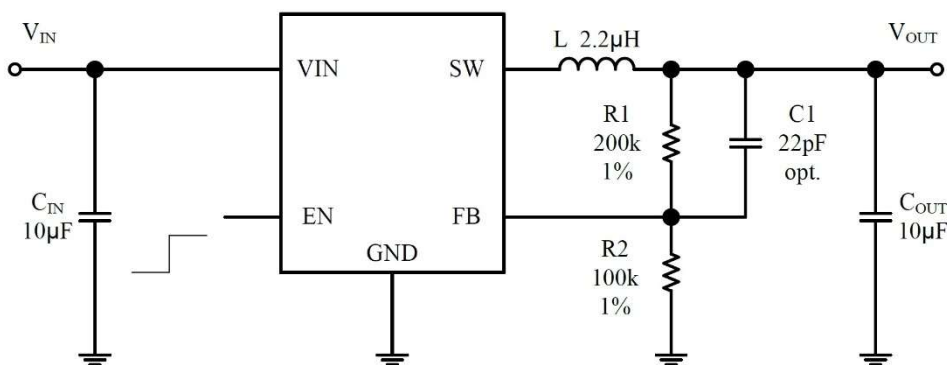 VIN
VOUT
L 2.2μH
VIN
SW
R1
200k
1%
C1
22pF
opt.
CIN
10μF
EN
FB
COUT
10μF
GND
R2
100k
1%